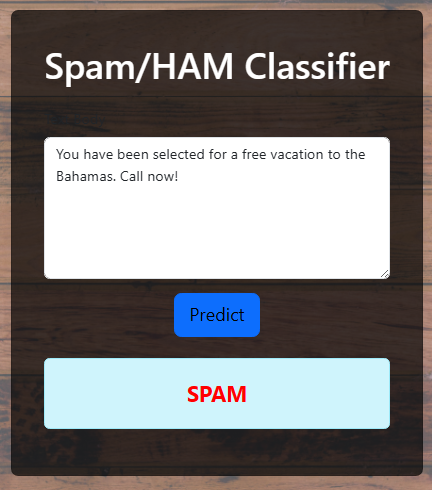 Spam/HAM Classifier
You have been selected for a free vacation to the
Bahamas. Call now!
Predict
SPAM